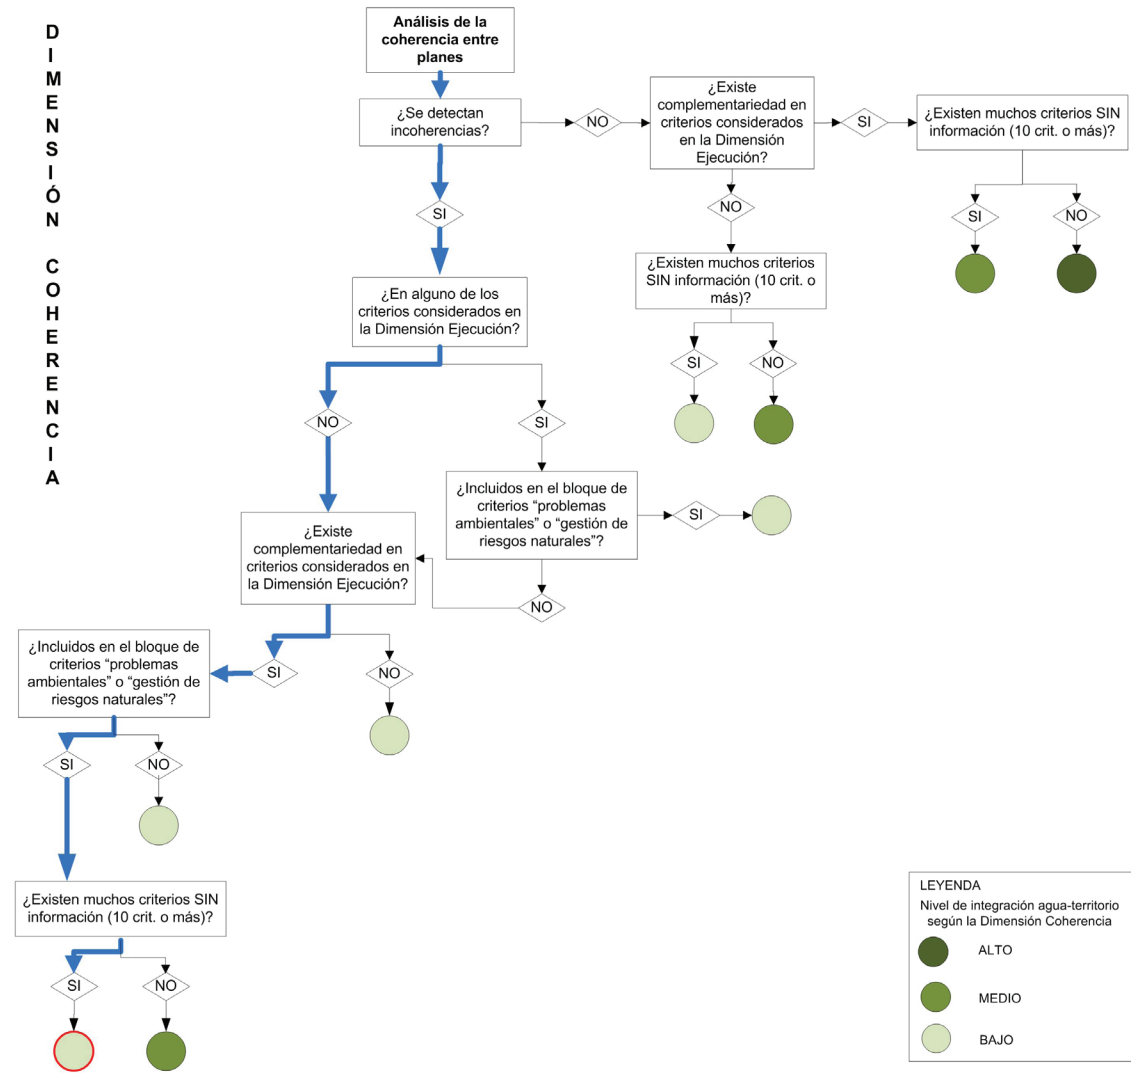 DIMENSIÓN COHERENCIA
Análisis de la
coherencia entre
planes
¿Se detectan
incoherencias?
NO
¿Existe
complementariedad en
criterios considerados
en la Dimensión
Ejecución?
SI
¿Existen muchos criterios SIN
información (10 crit. o más)?
SI
NO
NO
¿Existen muchos criterios
SIN información (10 crit. o
más)?
SI
NO
SI
¿En alguno de los
criterios considerados en
la Dimensión Ejecución?
NO
SI
¿Incluidos en el bloque de
criterios “problemas
ambientales” o “gestión de
riesgos naturales”?
SI
NO
¿Existe
complementariedad en
criterios considerados en
la Dimensión Ejecución?
SI
NO
¿Incluidos en el bloque de
criterios “problemas
ambientales” o “gestión de
riesgos naturales”?
SI
NO
¿Existen muchos criterios SIN
información (10 crit. o más)?
SI
NO
LEYENDA
Nivel de integración agua-territorio
según la Dimensión Coherencia
ALTO
MEDIO
BAJO